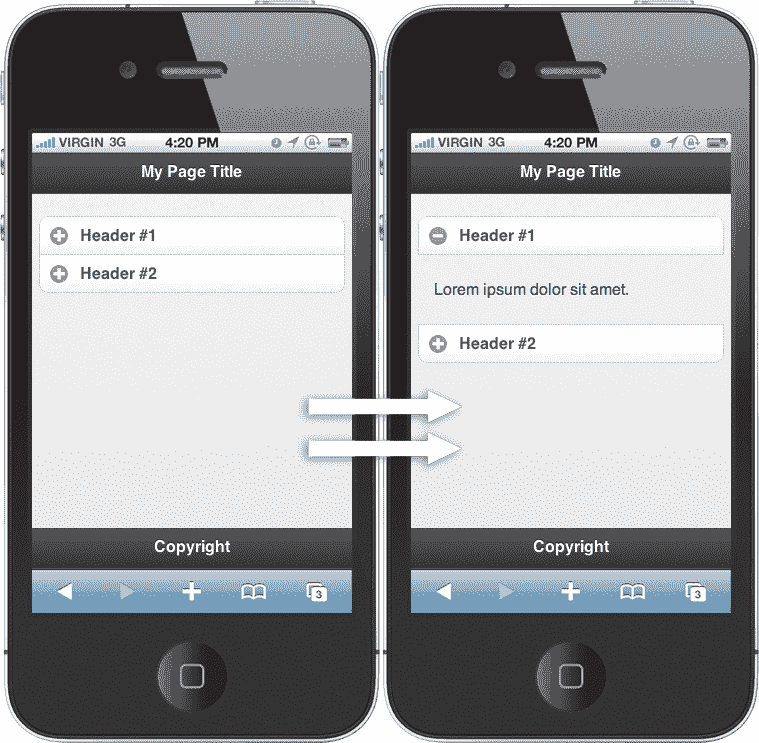 VIRGIN 3G 4:20 PM
My Page Title
Header #1
Header #2
Copyright
3
VIRGIN 3G 4:20 PM
My Page Title
Header #1
Lorem ipsum dolor sit amet.
Header #2
Copyright
3